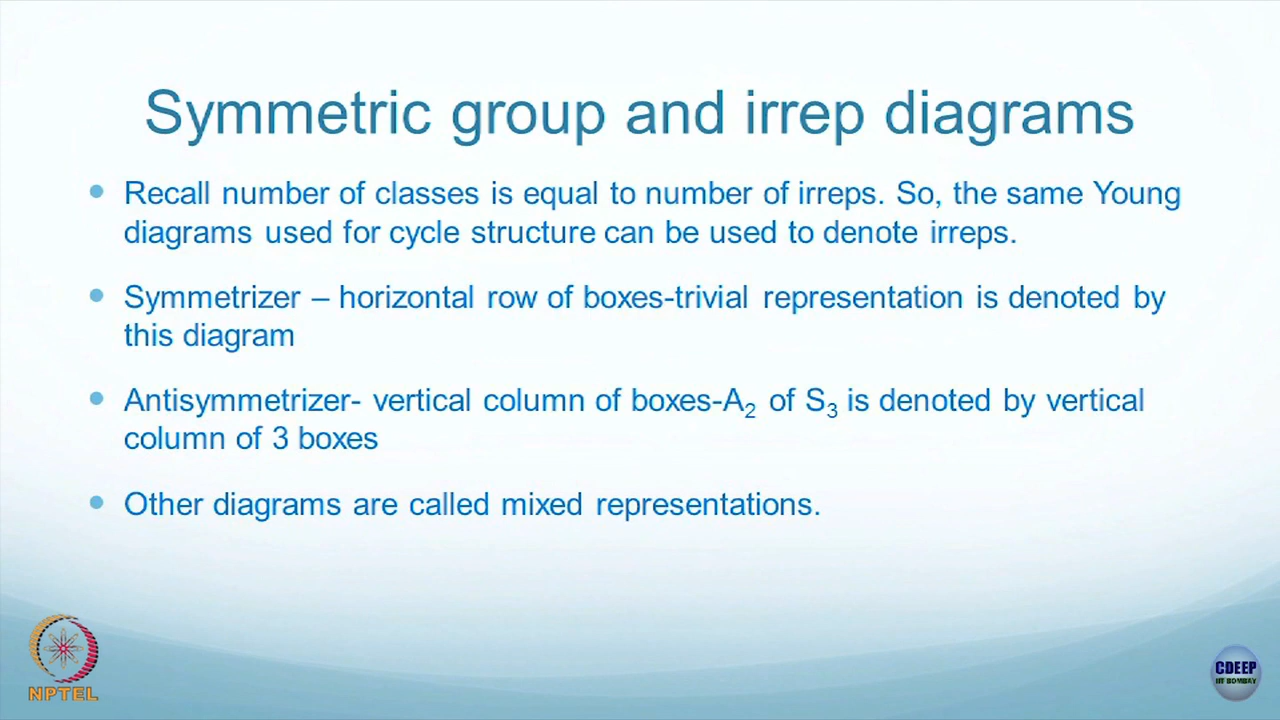 Symmetric group and irrep diagrams
• Recall number of classes is equal to number of irreps. So, the same Young
diagrams used for cycle structure can be used to denote irreps.
• Symmetrizer – horizontal row of boxes-trivial representation is denoted by
this diagram
• Antisymmetrizer- vertical column of boxes-A₂ of S₃ is denoted by vertical
column of 3 boxes
• Other diagrams are called mixed representations.
NPTEL
CDEEP
IIT BOMBAY